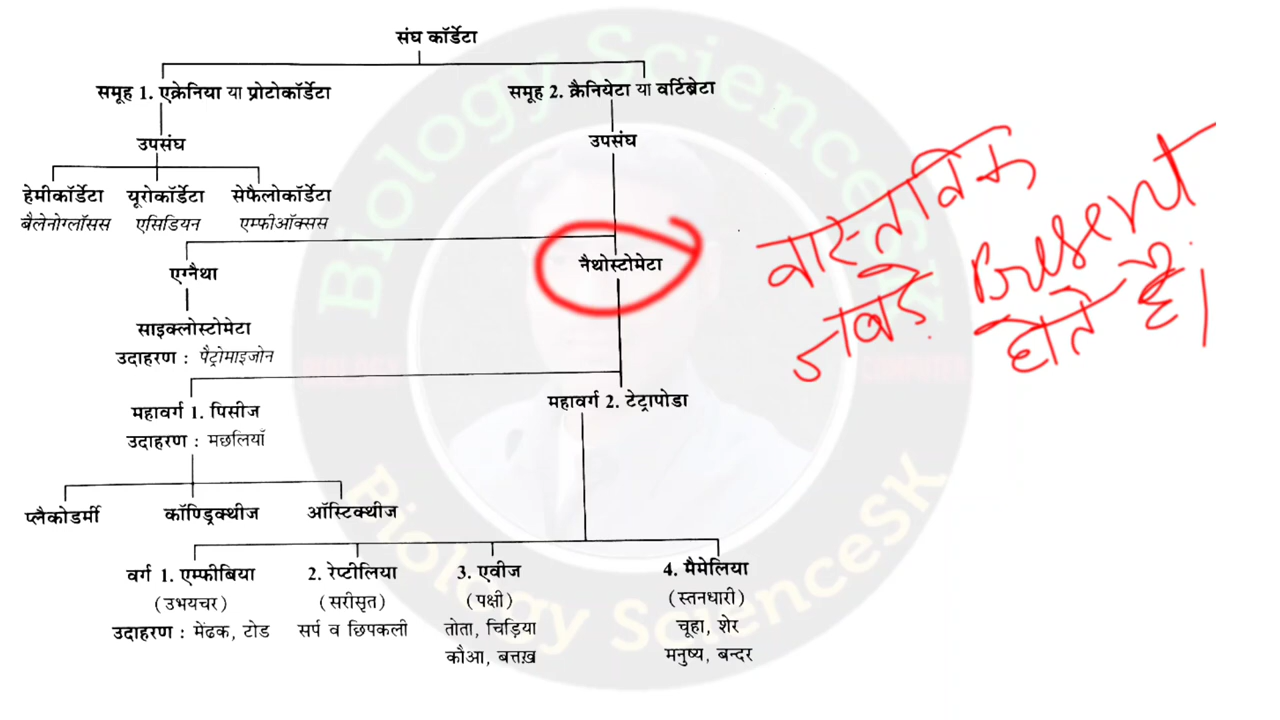 संघ कॉर्डेटा
समूह 1. एक्रेनिया या प्रोटोकॉर्डेटा
समूह 2. क्रैनियेटा या वर्टिब्रेटा
उपसंघ
उपसंघ
हेमीकॉर्डेटा यूरोकॉर्डेटा सेफैलोकॉर्डेटा
बैलेनोग्लॉसस एसिडियन एम्फीऑक्सस
एग्नैथा
नैथोस्टोमेटा
वास्तविक
जबड़े Present
होते है।
साइक्लोस्टोमेटा
उदाहरण : पैट्रोमाइजोन
महावर्ग 1. पिसीज
महावर्ग 2. टेट्रापोडा
उदाहरण : मछलियाँ
प्लैकोडर्मी कॉण्ड्रिक्थीज ऑस्टिक्थीज
वर्ग 1. एम्फीबिया 2. रेप्टीलिया 3. एवीज 4. मैमेलिया
(उभयचर) (सरीसृत) (पक्षी) (स्तनधारी)
उदाहरण : मेंढक, टोड सर्प व छिपकली तोता, चिड़िया चूहा, शेर
कौआ, बत्तख़ मनुष्य, बन्दर
Biology ScienceSK
Biology ScienceSK